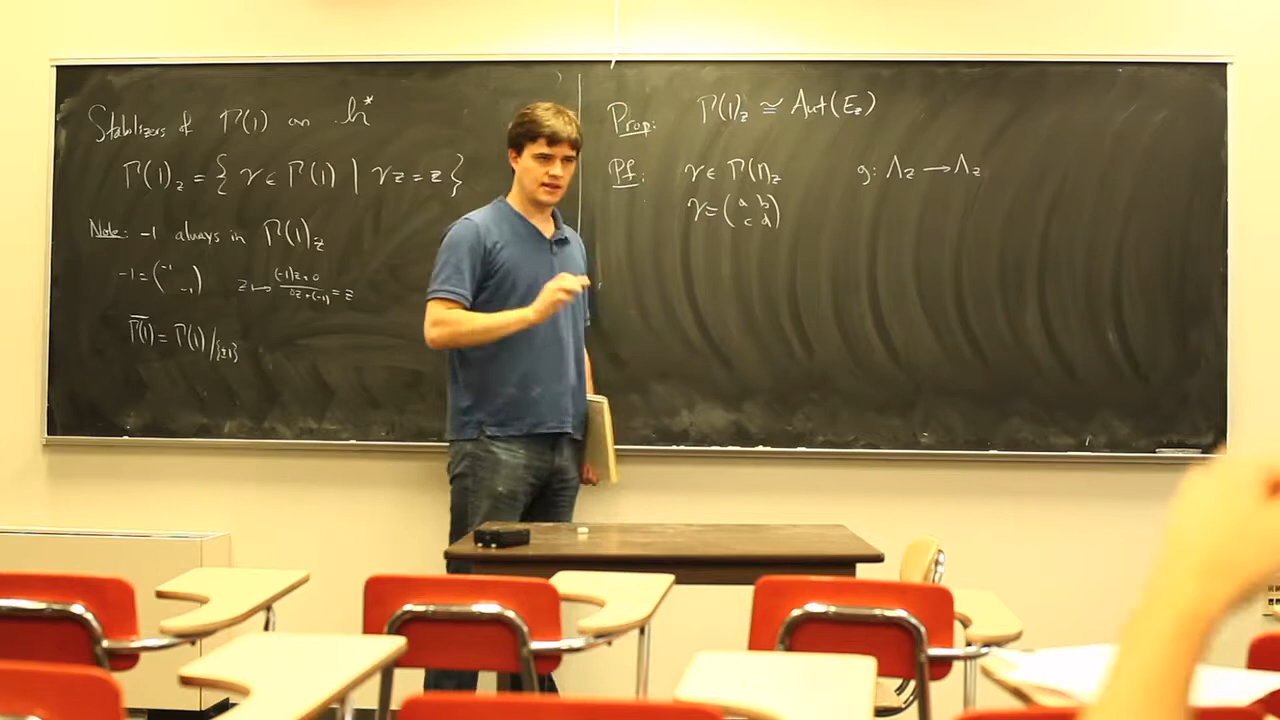 Stabilizers of Γ(1) on h*
Γ(1)_z = { γ ∈ Γ(1) | γz = z }
Note: -1 always in Γ(1)_z
-1 = (-1 -1) z ↦ (-1)z+0 / 0z+(-1) = z
Γ̅(1) = Γ(1)/{±1}
Prop: Γ(1)_z ≅ Aut(E_z)
Pf: γ ∈ Γ(1)_z g: Λ_z → Λ_z
γ = (a b
c d)